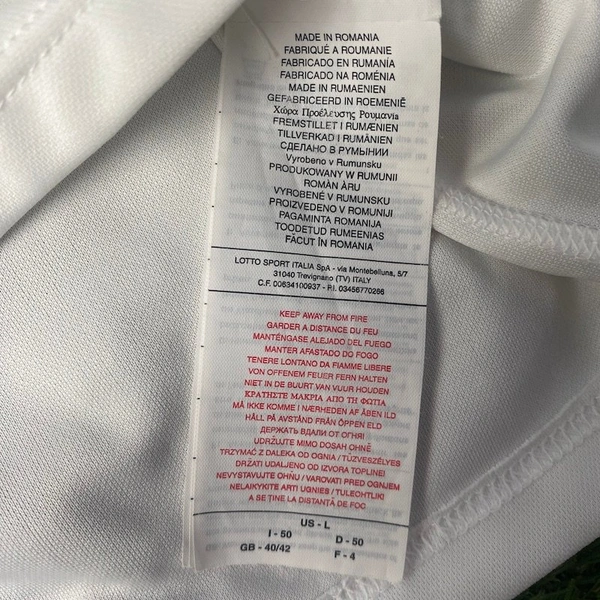 MADE IN ROMANIA
FABRIQUÉ A ROUMANIE
FABRICADO EN RUMANÍA
FABRICADO NA ROMÉNIA
MADE IN RUMAENIEN
GEFABRICEERD IN ROEMENIË
Χώρα Προέλευσης Ρουμανία
FREMSTILLET I RUMÆNIEN
TILLVERKAD I RUMÄNIEN
СДЕЛАНО В РУМЫНИИ
Vyrobeno v Rumunsku
PRODUKOWANY W RUMUNII
ROMÁN ÁRU
VYROBENÉ V RUMUNSKU
PROIZVEDENO V ROMUNIJI
PAGAMINTA ROMANIJA
TOODETUD RUMEENIAS
FĂCUT ÎN ROMANIA
LOTTO SPORT ITALIA SpA - via Montebelluna, 5/7
31040 Trevignano (TV) ITALY
C.F. 00634100937 - P.I. 03456770266
KEEP AWAY FROM FIRE
GARDER A DISTANCE DU FEU
MANTÉNGASE ALEJADO DEL FUEGO
MANTER AFASTADO DO FOGO
TENERE LONTANO DA FIAMME LIBERE
VON OFFENEM FEUER FERN HALTEN
NIET IN DE BUURT VAN VUUR HOUDEN
ΚΡΑΤΗΣΤΕ ΜΑΚΡΙΑ ΑΠΟ ΤΗ ΦΩΤΙΑ
MÅ IKKE KOMME I NÆRHEDEN AF ÅBEN ILD
HÅLL PÅ AVSTÅND FRÅN ÖPPEN ELD
ДЕРЖАТЬ ВДАЛИ ОТ ОГНЯ!
UDRŽUJTE MIMO DOSAH OHNĚ
TRZYMAĆ Z DALEKA OD OGNIA / TŰZVESZÉLYES
DRŽATI UDALJENO OD IZVORA TOPLINE!
NEVYSTAVUJTE OHŇU / VAROVATI PRED OGNJEM
NELAIKYKITE ARTI UGNIES / TULECHTLIK!
A SE ȚINE LA DISTANȚĂ DE FOC
US - L
I - 50 D - 50
GB - 40/42 F - 4